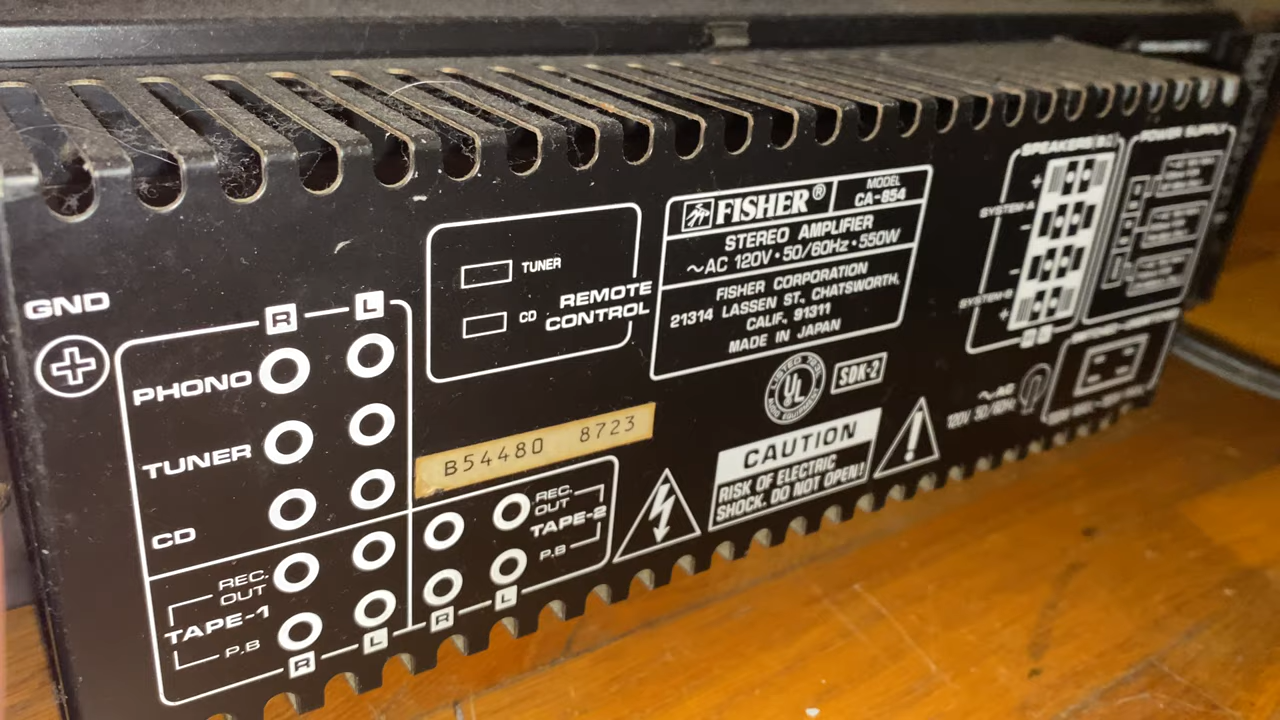 GND
R L
PHONO
TUNER
CD
REC. OUT
TAPE-1
P.B
R L
REC. OUT
TAPE-2
P.B
R L
TUNER
CD
REMOTE CONTROL
B54480 8723
FISHER®
MODEL
CA-854
STEREO AMPLIFIER
~AC 120V•50/60Hz•550W
FISHER CORPORATION
21314 LASSEN ST., CHATSWORTH,
CALIF., 91311
MADE IN JAPAN
LISTED
UL
AUDIO EQUIPMENT
SDK-2
CAUTION
RISK OF ELECTRIC
SHOCK. DO NOT OPEN!
SPEAKERS
SYSTEM-A
+
-
-
SYSTEM-B
+
POWER SUPPLY
~AC
120V 50/60Hz